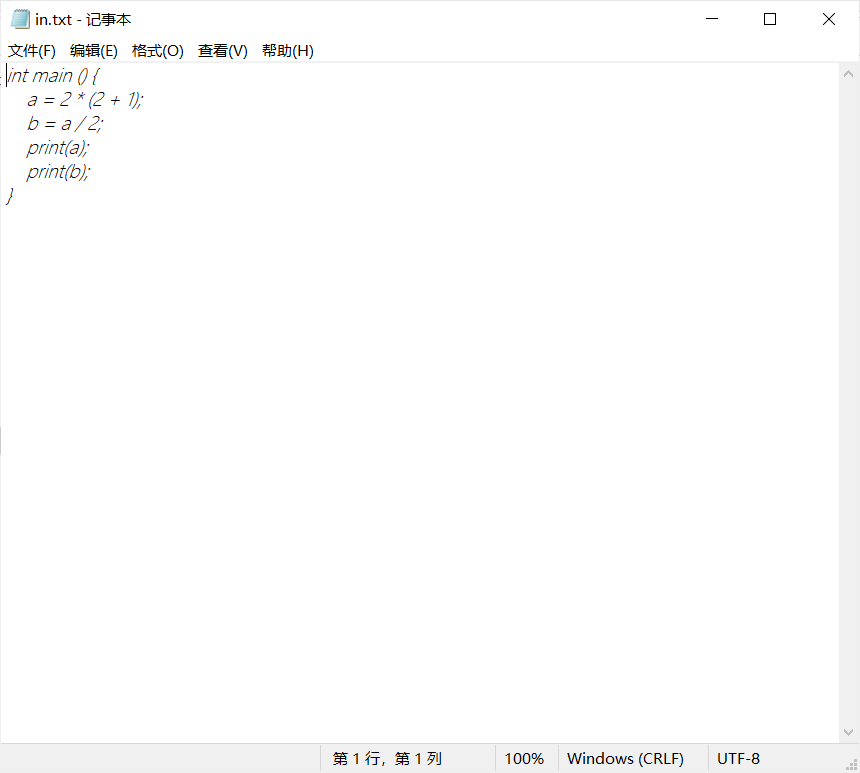 in.txt - 记事本
文件(F) 编辑(E) 格式(O) 查看(V) 帮助(H)
int main () {
    a = 2 * (2 + 1);
    b = a / 2;
    print(a);
    print(b);
}
第 1 行，第 1 列 100% Windows (CRLF) UTF-8